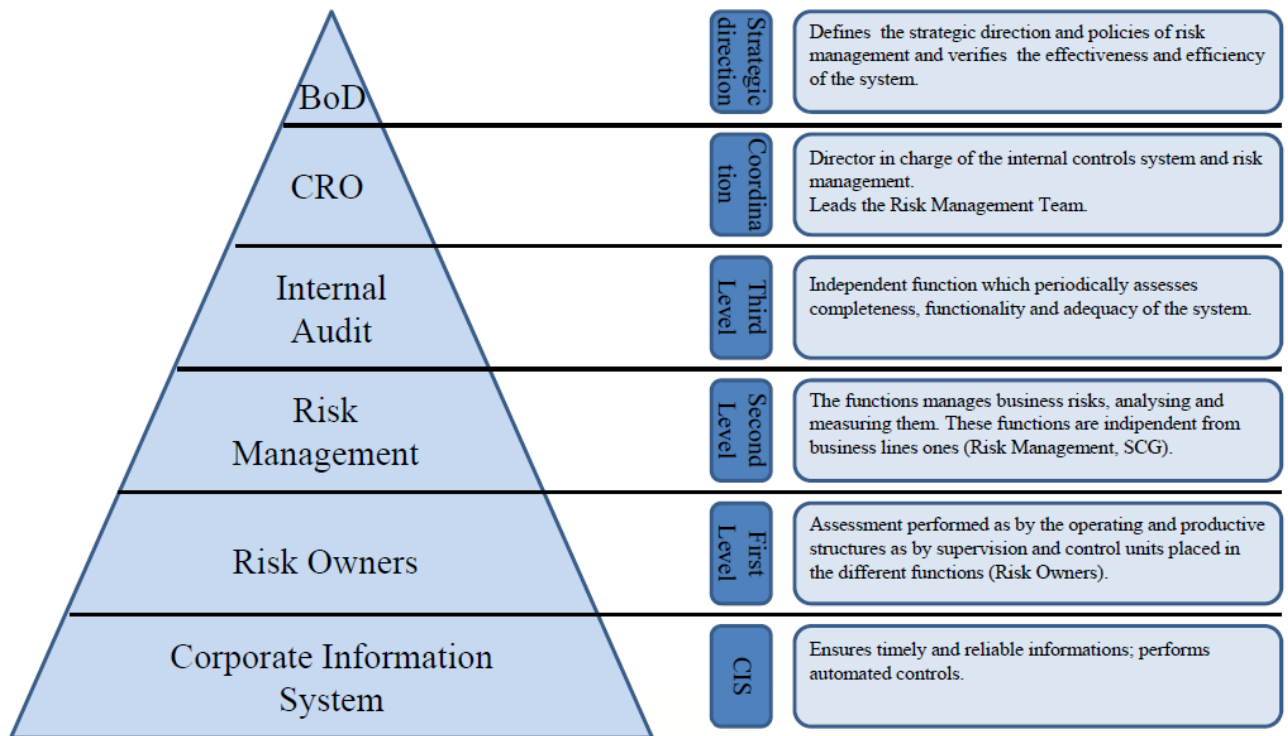 BoD
Strategic
direction
Defines  the strategic direction and policies of risk
management and verifies  the effectiveness and efficiency
of the system.
CRO
Coordina
tion
Director in charge of the internal controls system and risk
management.
Leads the Risk Management Team.
Internal
Audit
Third
Level
Independent function which periodically assesses
completeness, functionality and adequacy of the system.
Risk
Management
Second
Level
The functions manages business risks, analysing and
measuring them. These functions are indipendent from
business lines ones (Risk Management, SCG).
Risk Owners
First
Level
Assessment performed as by the operating and productive
structures as by supervision and control units placed in
the different functions (Risk Owners).
Corporate Information
System
CIS
Ensures timely and reliable informations; performs
automated controls.